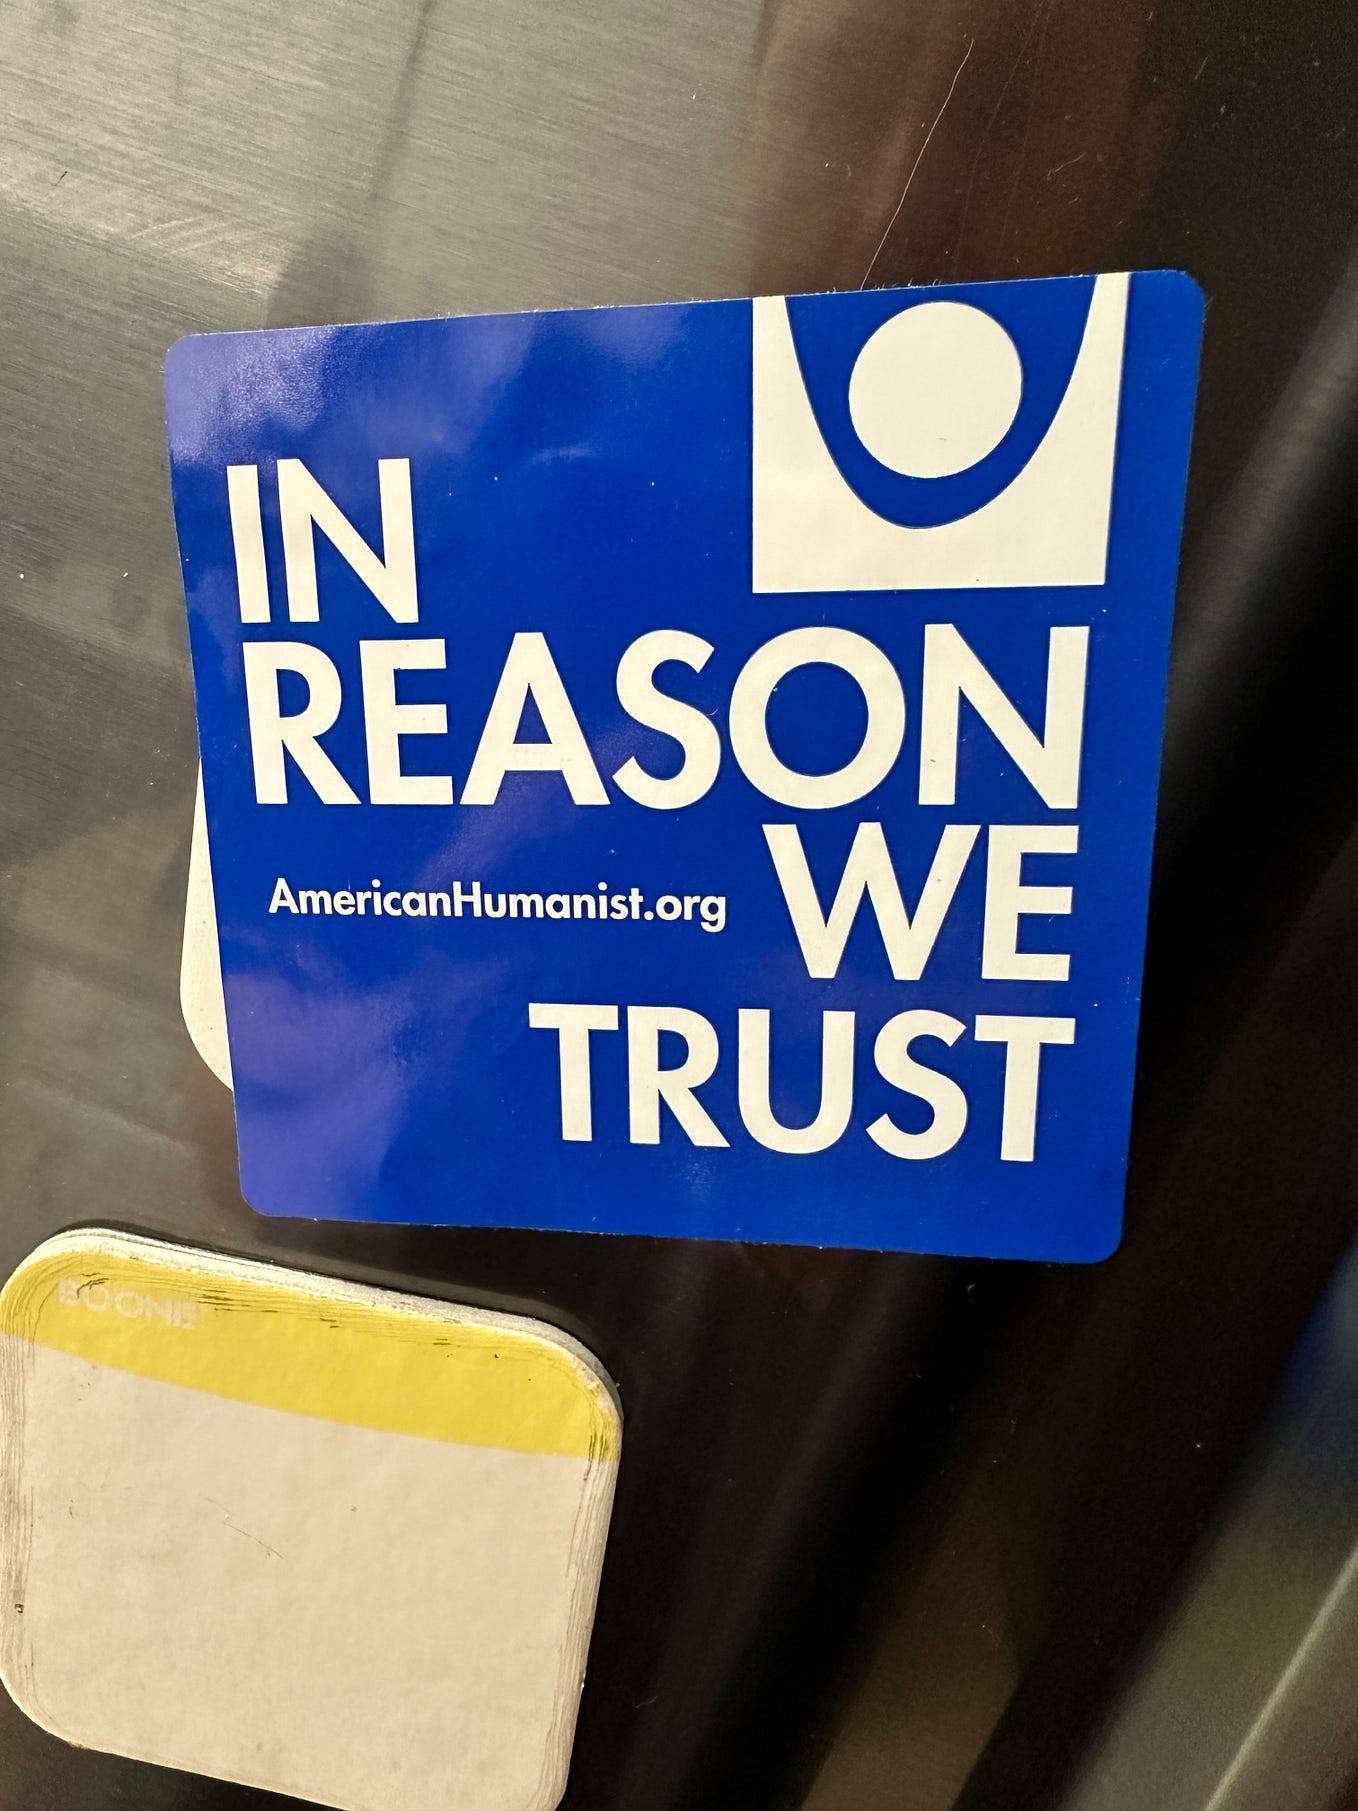 IN
REASON
WE
AmericanHumanist.org
TRUST
BOONE